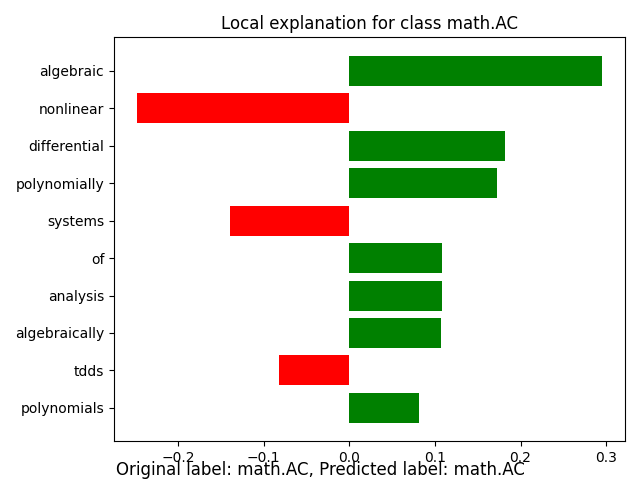 Local explanation for class math.AC
algebraic
nonlinear
differential
polynomially
systems
of
analysis
algebraically
tdds
polynomials
−0.2 −0.1 0.0 0.1 0.2 0.3
Original label: math.AC, Predicted label: math.AC